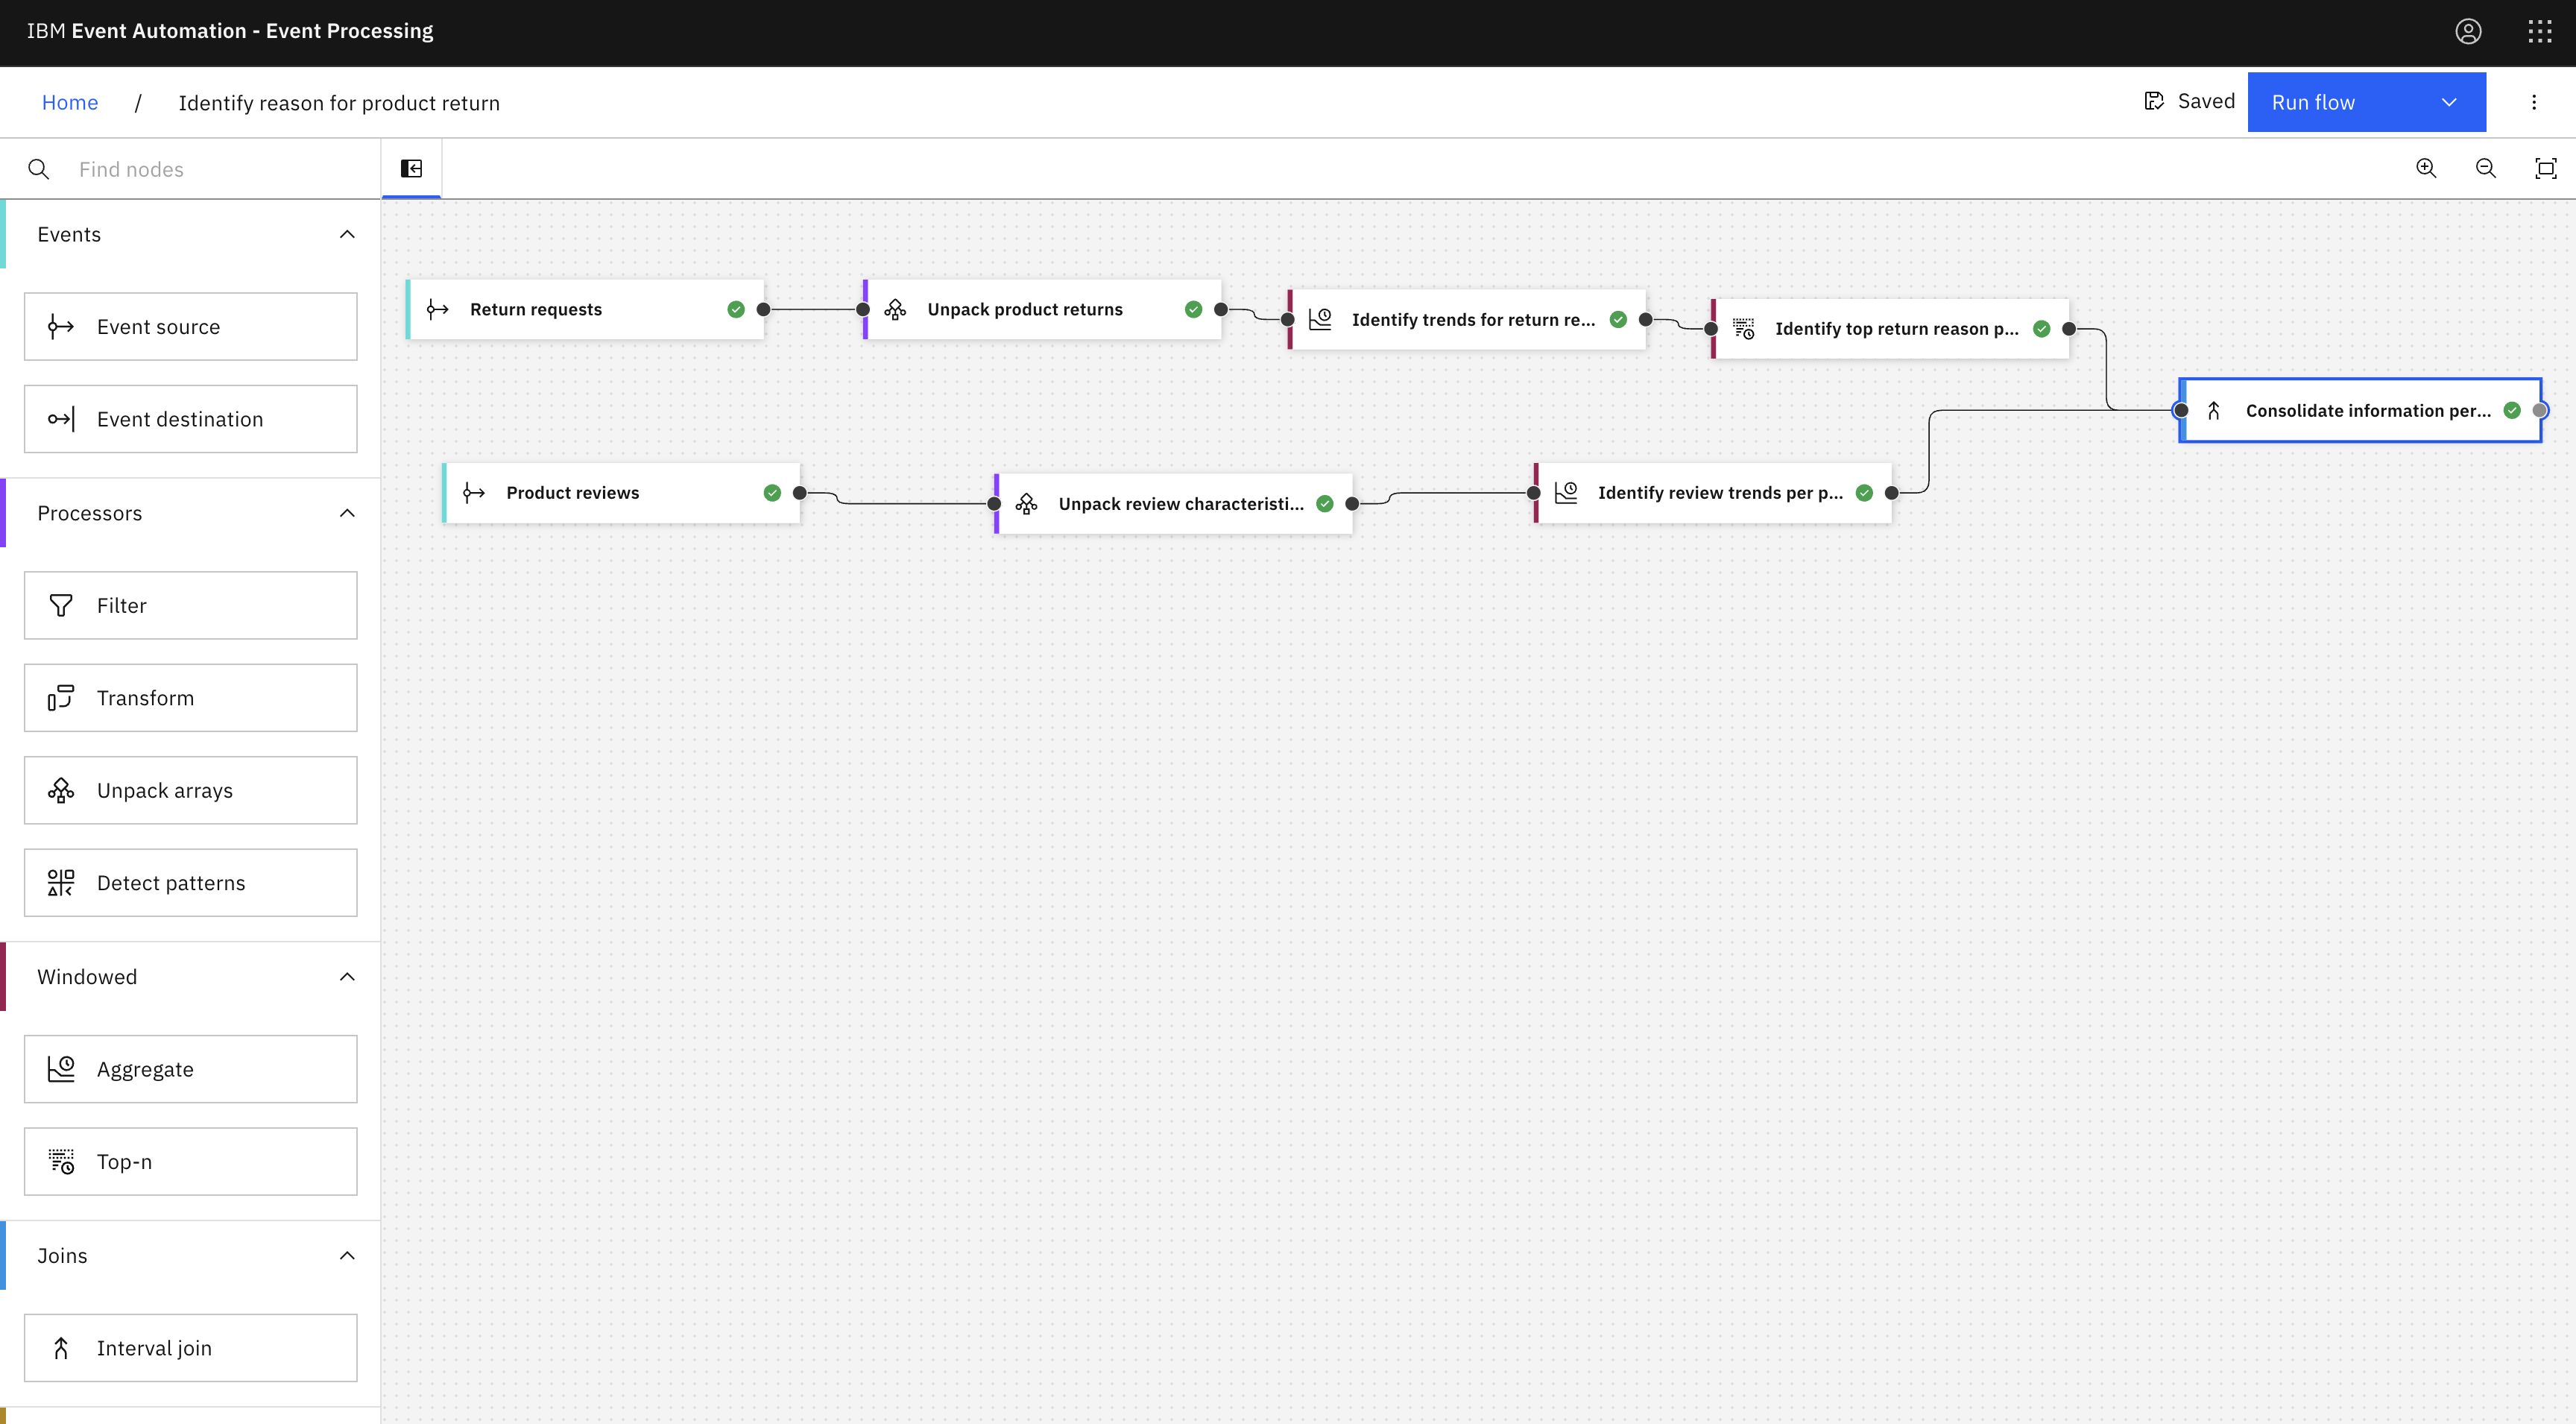 IBM Event Automation - Event Processing
Home / Identify reason for product return
Saved
Run flow
Find nodes
Events
Event source
Event destination
Processors
Filter
Transform
Unpack arrays
Detect patterns
Windowed
Aggregate
Top-n
Joins
Interval join
Return requests
Unpack product returns
Identify trends for return re...
Identify top return reason p...
Consolidate information per...
Product reviews
Unpack review characteristi...
Identify review trends per p...